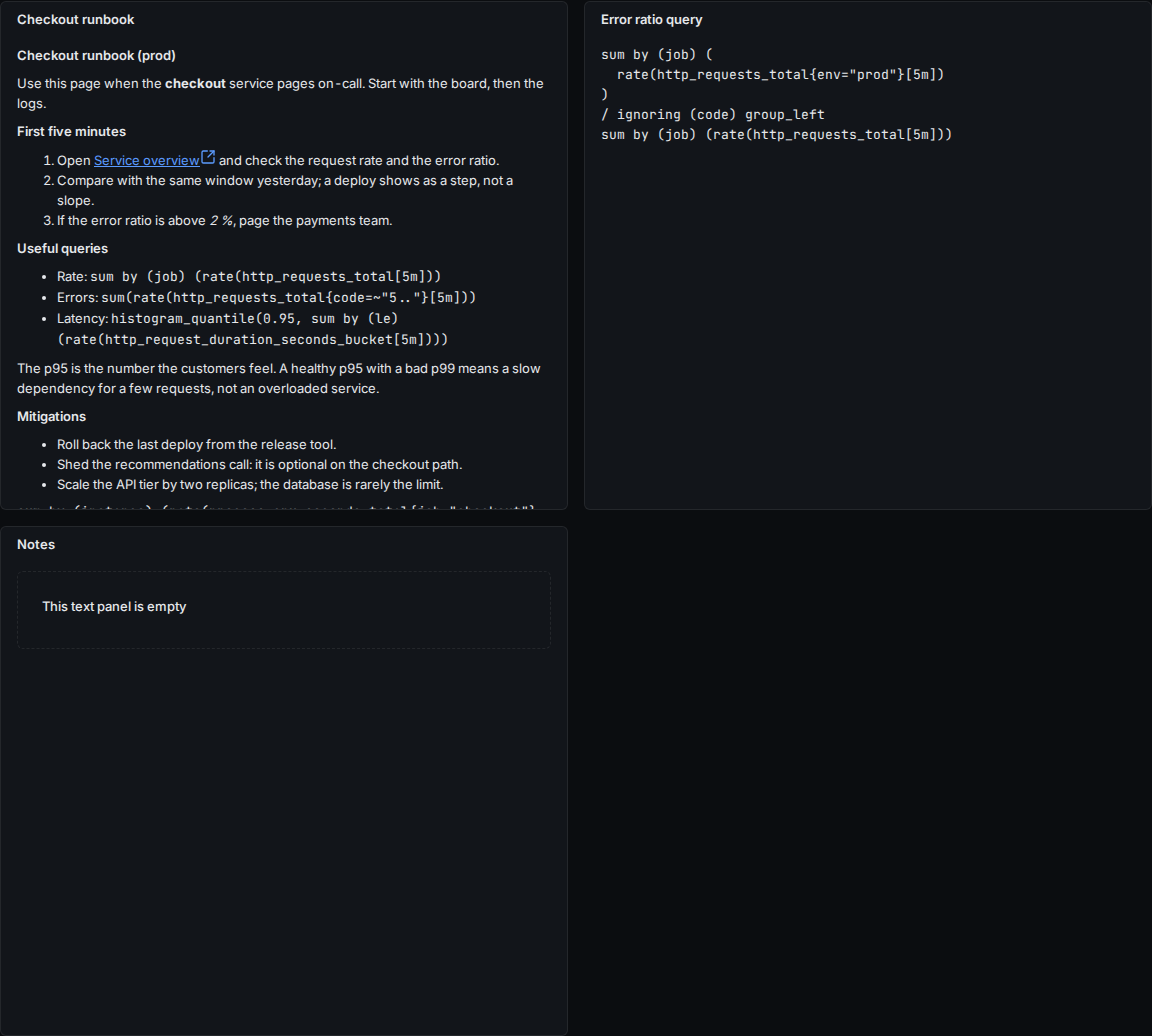 Checkout runbook
Checkout runbook (prod)
Use this page when the checkout service pages on-call. Start with the board, then the
logs.
First five minutes
1. Open Service overview and check the request rate and the error ratio.
2. Compare with the same window yesterday; a deploy shows as a step, not a
slope.
3. If the error ratio is above 2 %, page the payments team.
Useful queries
• Rate: sum by (job) (rate(http_requests_total[5m]))
• Errors: sum(rate(http_requests_total{code=~"5.."}[5m]))
• Latency: histogram_quantile(0.95, sum by (le)
(rate(http_request_duration_seconds_bucket[5m])))
The p95 is the number the customers feel. A healthy p95 with a bad p99 means a slow
dependency for a few requests, not an overloaded service.
Mitigations
• Roll back the last deploy from the release tool.
• Shed the recommendations call: it is optional on the checkout path.
• Scale the API tier by two replicas; the database is rarely the limit.
Error ratio query
sum by (job) (
rate(http_requests_total{env="prod"}[5m])
)
/ ignoring (code) group_left
sum by (job) (rate(http_requests_total[5m]))
Notes
This text panel is empty